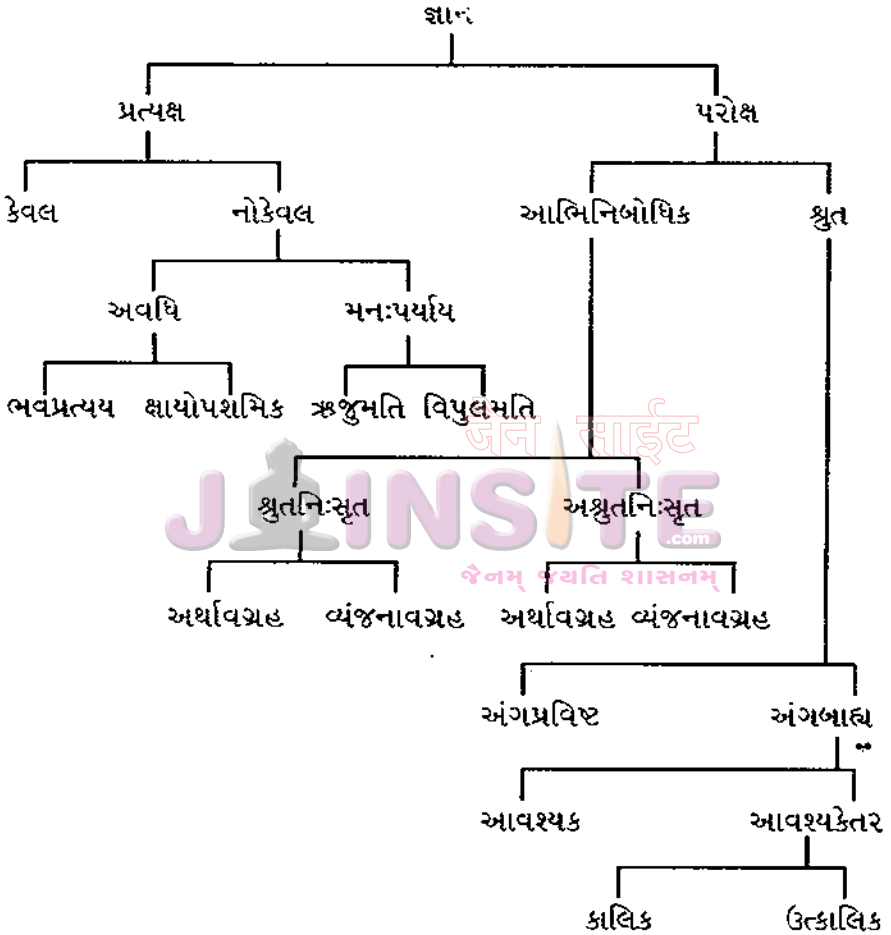 જ્ઞાન
પ્રત્યક્ષ પરોક્ષ
કેવલ નોકેવલ આભિનિબોધિક શ્રુત
અવધિ મનઃપર્યાય
ભવપ્રત્યય ક્ષાયોપશમિક ઋજુમતિ વિપુલમતિ
जैन साईट
JAINSITE
.com
શ્રુતનિઃસૃત અશ્રુતનિઃસૃત
જૈનમ્ જયતિ શાસનમ્
અર્થાવગ્રહ વ્યંજનાવગ્રહ અર્થાવગ્રહ વ્યંજનાવગ્રહ
અંગપ્રવિષ્ટ અંગબાહ્ય
આવશ્યક આવશ્યકેતર
કાલિક ઉત્કાલિક